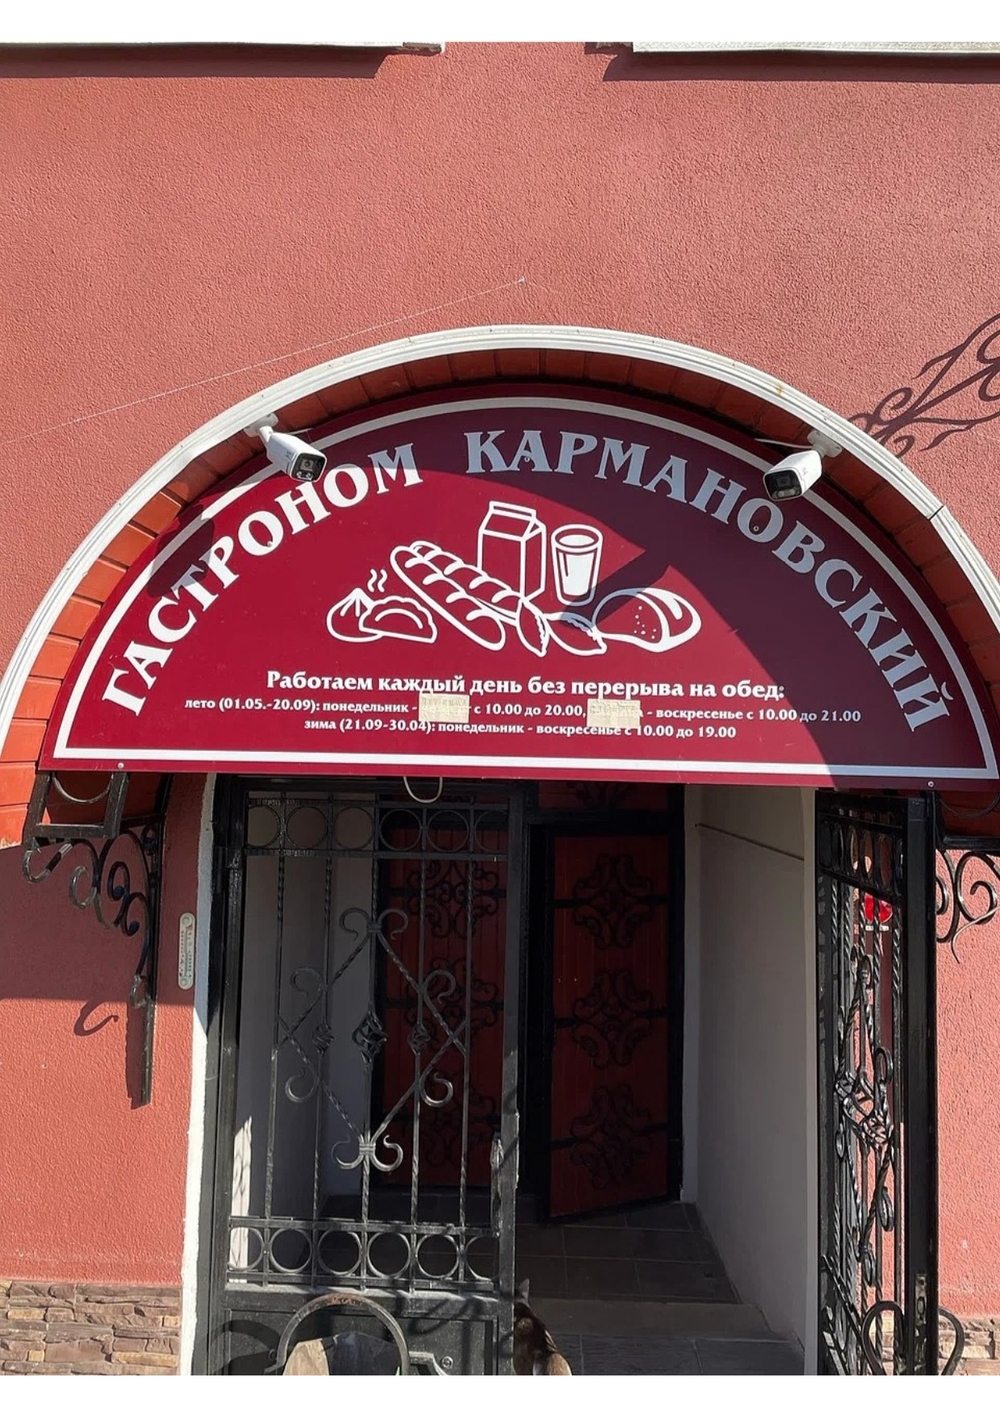 ГАСТРОНОМ КАРМАНОВСКИЙ
Работаем каждый день без перерыва на обед:
лето (01.05.-20.09): понедельник - с 10.00 до 20.00, - воскресенье с 10.00 до 21.00
зима (21.09-30.04): понедельник - воскресенье с 10.00 до 19.00